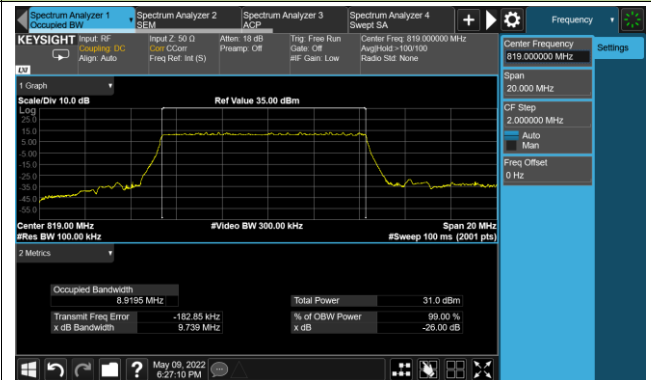 Spectrum Analyzer 1
Occupied BW
Spectrum Analyzer 2
SEM
Spectrum Analyzer 3
ACP
Spectrum Analyzer 4
Swept SA
Frequency
KEYSIGHT
Input: RF
Coupling: DC
Align: Auto
Input Z: 50 Ω
Corr CCorr
Freq Ref: Int (S)
Atten: 18 dB
Preamp: Off
Trig: Free Run
Gate: Off
#IF Gain: Low
Center Freq: 819.000000 MHz
Avg|Hold:>100/100
Radio Std: None
LXI
Center Frequency
819.000000 MHz
Settings
Span
20.000 MHz
CF Step
2.000000 MHz
Auto
Man
Freq Offset
0 Hz
1 Graph
Scale/Div 10.0 dB
Ref Value 35.00 dBm
Log
25.0
15.0
5.00
-5.00
-15.0
-25.0
-35.0
-45.0
-55.0
Center 819.00 MHz
#Video BW 300.00 kHz
Span 20 MHz
#Res BW 100.00 kHz
#Sweep 100 ms (2001 pts)
2 Metrics
Occupied Bandwidth
8.9195 MHz
Total Power
31.0 dBm
Transmit Freq Error
-182.85 kHz
% of OBW Power
99.00 %
x dB Bandwidth
9.739 MHz
x dB
-26.00 dB
May 09, 2022
6:27:10 PM